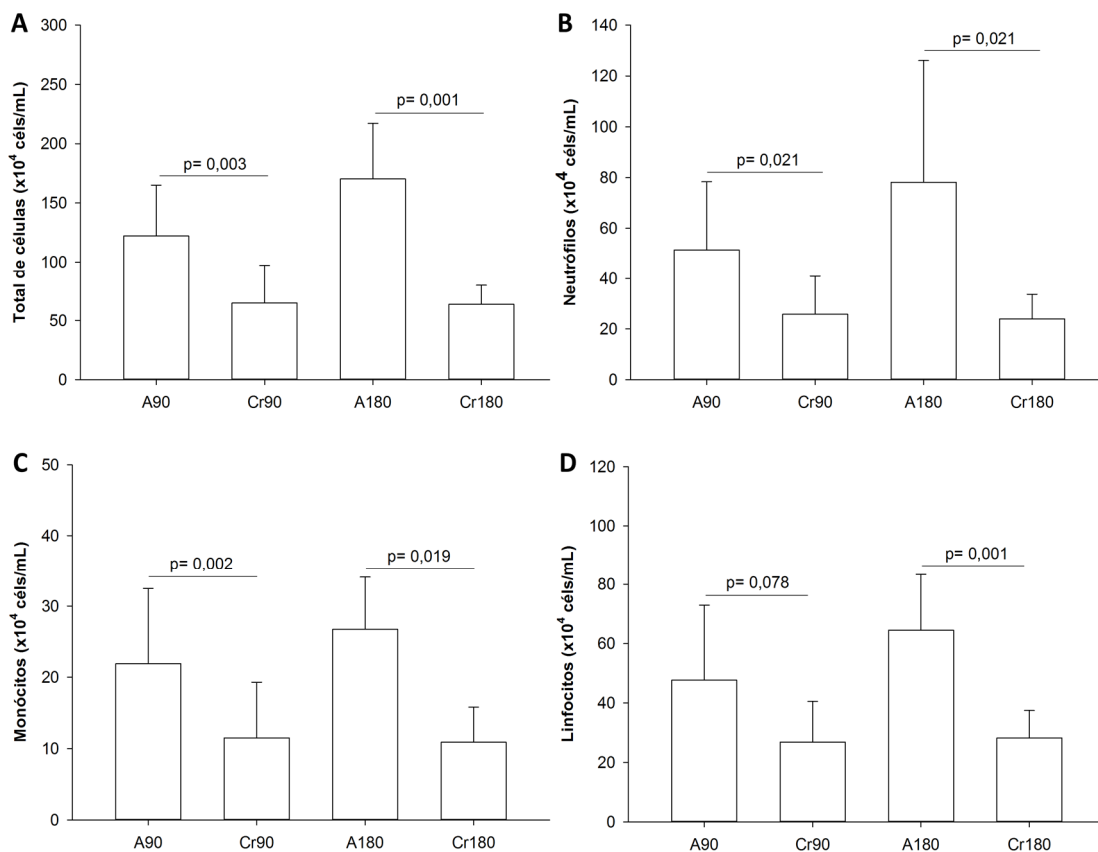 A
Total de células (x10⁴ céls/mL)
300
250
200
150
100
50
0
p= 0,003
p= 0,001
A90 Cr90 A180 Cr180
B
Neutrófilos (x10⁴ céls/mL)
140
120
100
80
60
40
20
0
p= 0,021
p= 0,021
A90 Cr90 A180 Cr180
C
Monócitos (x10⁴ céls/mL)
50
40
30
20
10
0
p= 0,002
p= 0,019
A90 Cr90 A180 Cr180
D
Linfocitos (x10⁴ céls/mL)
120
100
80
60
40
20
0
p= 0,078
p= 0,001
A90 Cr90 A180 Cr180